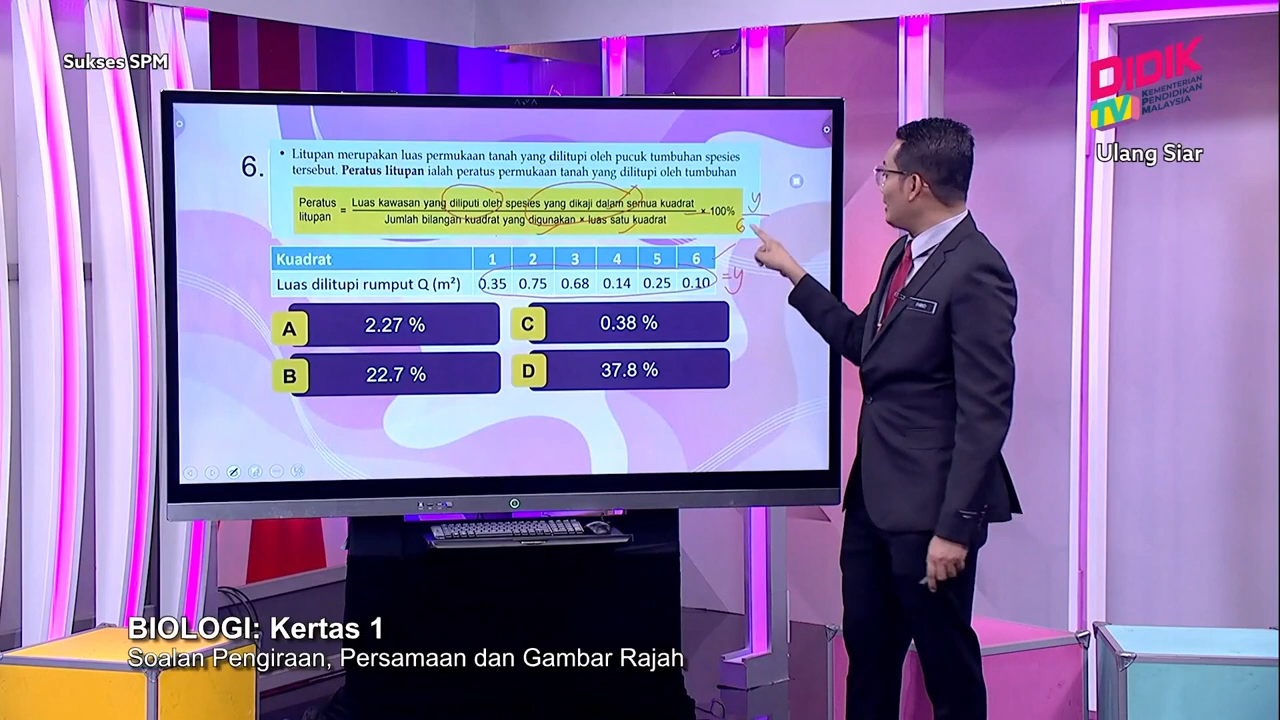 Sukses SPM
DIDIK
TV
KEMENTERIAN
PENDIDIKAN
MALAYSIA
Ulang Siar
6.
• Litupan merupakan luas permukaan tanah yang dilitupi oleh pucuk tumbuhan spesies
tersebut. Peratus litupan ialah peratus permukaan tanah yang dilitupi oleh tumbuhan
Peratus litupan = Luas kawasan yang diliputi oleh spesies yang dikaji dalam semua kuadrat
Jumlah bilangan kuadrat yang digunakan × luas satu kuadrat
× 100%
y
6
Kuadrat 1 2 3 4 5 6
Luas dilitupi rumput Q (m²) 0.35 0.75 0.68 0.14 0.25 0.10
=y
A 2.27 %
C 0.38 %
B 22.7 %
D 37.8 %
BIOLOGI: Kertas 1
Soalan Pengiraan, Persamaan dan Gambar Rajah